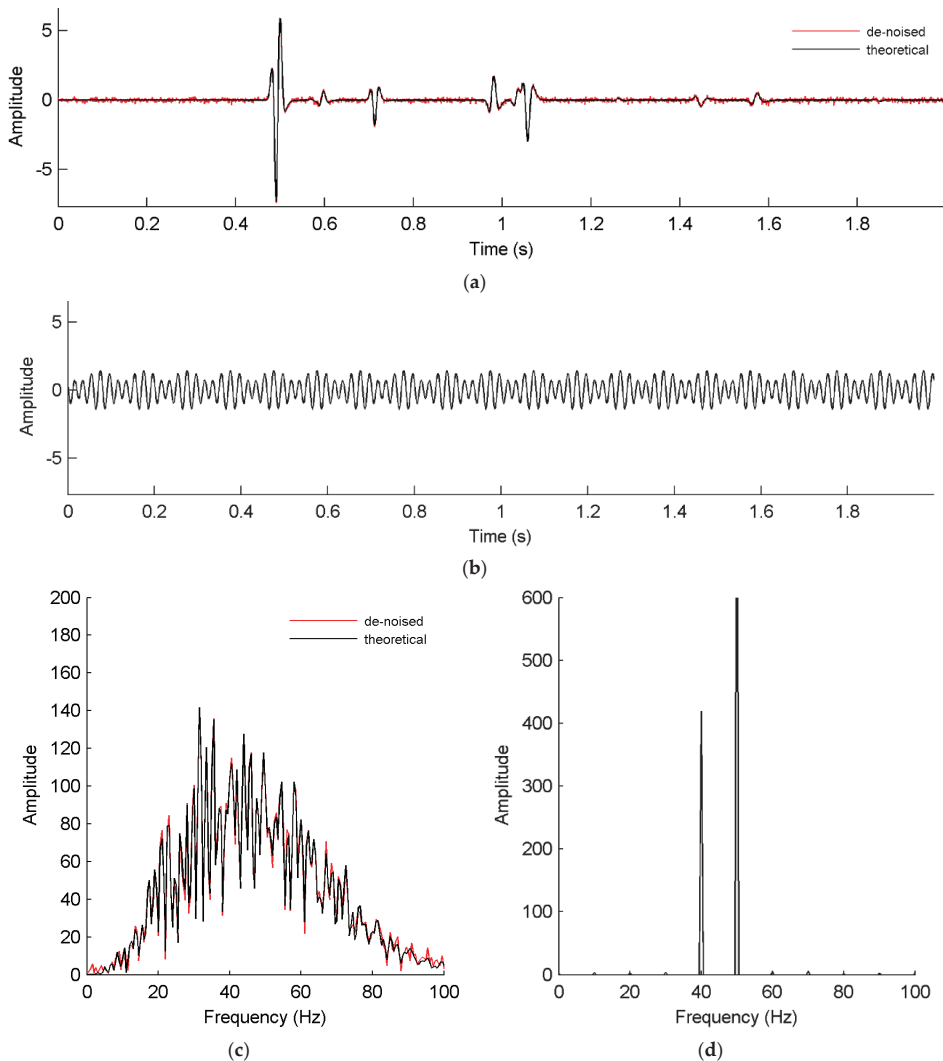 5
0
-5
Amplitude
de-noised
theoretical
0 0.2 0.4 0.6 0.8 1 1.2 1.4 1.6 1.8
Time (s)
(a)
5
0
-5
Amplitude
0 0.2 0.4 0.6 0.8 1 1.2 1.4 1.6 1.8
Time (s)
(b)
200
180
160
140
120
100
80
60
40
20
0
Amplitude
de-noised
theoretical
0 20 40 60 80 100
Frequency (Hz)
(c)
600
500
400
300
200
100
0
Amplitude
0 20 40 60 80 100
Frequency (Hz)
(d)